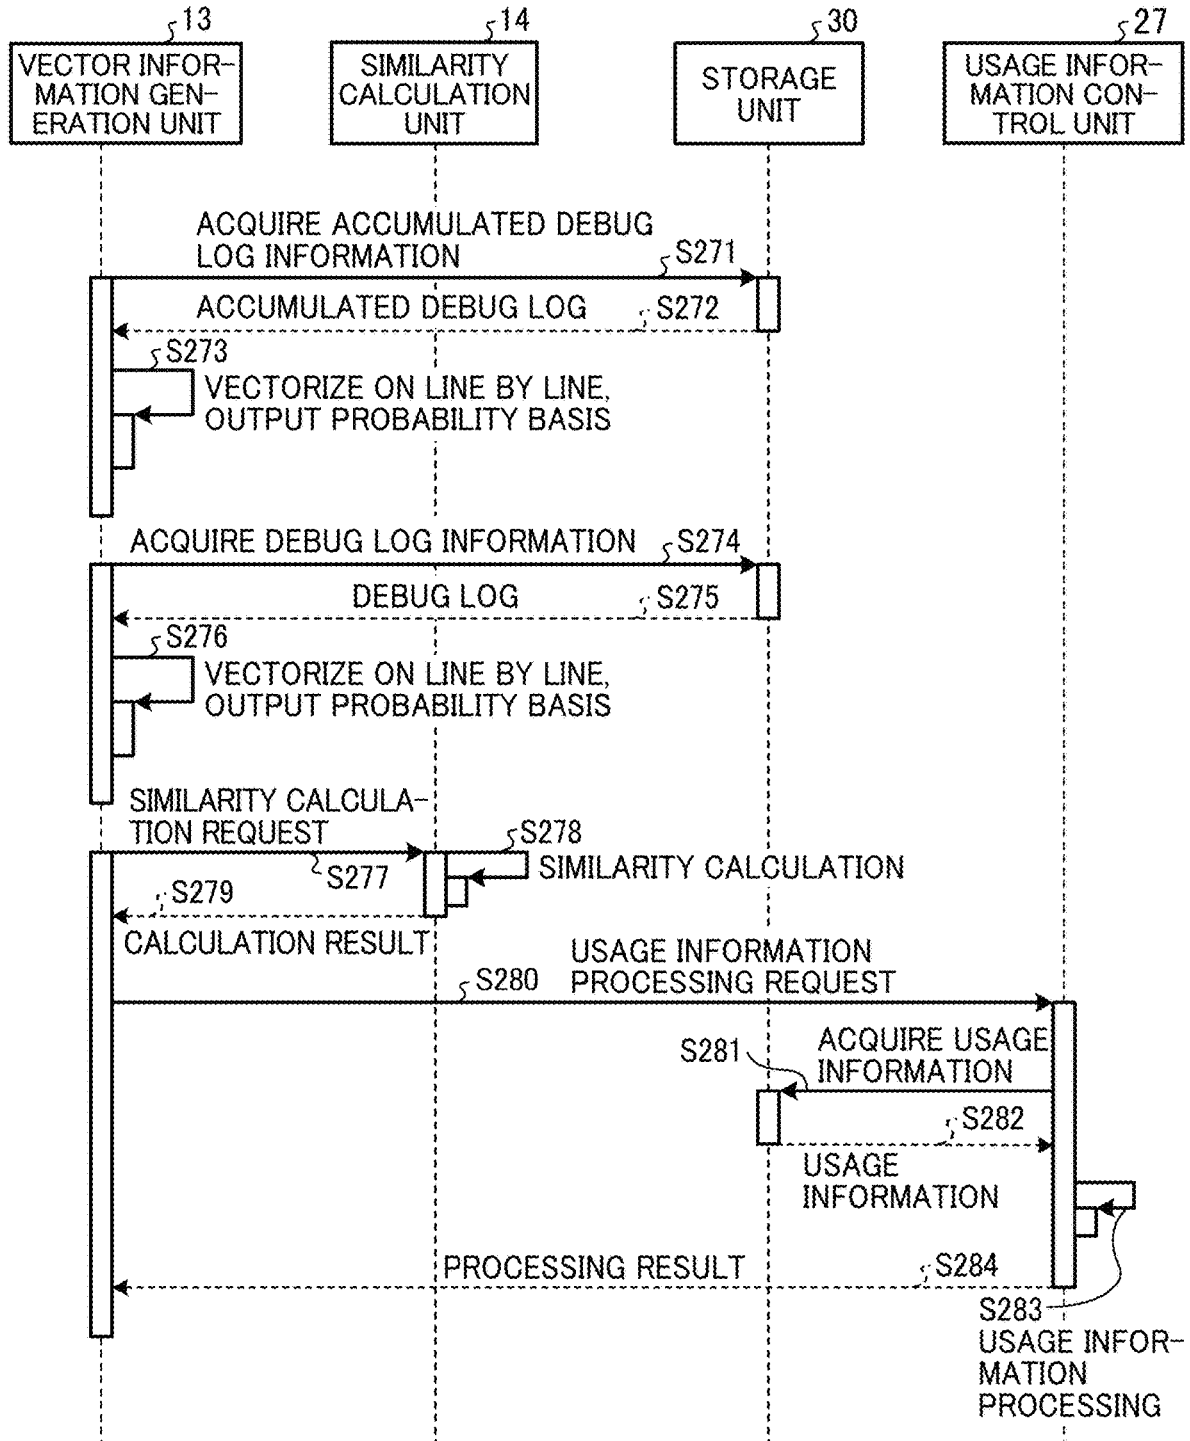 13
14
30
27
VECTOR INFOR-
MATION GEN-
ERATION UNIT
SIMILARITY
CALCULATION
UNIT
STORAGE
UNIT
USAGE INFOR-
MATION CON-
TROL UNIT
ACQUIRE ACCUMULATED DEBUG
LOG INFORMATION
S271
ACCUMULATED DEBUG LOG
S272
S273
VECTORIZE ON LINE BY LINE,
OUTPUT PROBABILITY BASIS
ACQUIRE DEBUG LOG INFORMATION
S274
DEBUG LOG
S275
S276
VECTORIZE ON LINE BY LINE,
OUTPUT PROBABILITY BASIS
SIMILARITY CALCULA-
TION REQUEST
S277
S278
SIMILARITY CALCULATION
S279
CALCULATION RESULT
S280
USAGE INFORMATION
PROCESSING REQUEST
S281
ACQUIRE USAGE
INFORMATION
S282
USAGE
INFORMATION
PROCESSING RESULT
S284
S283
USAGE INFOR-
MATION
PROCESSING